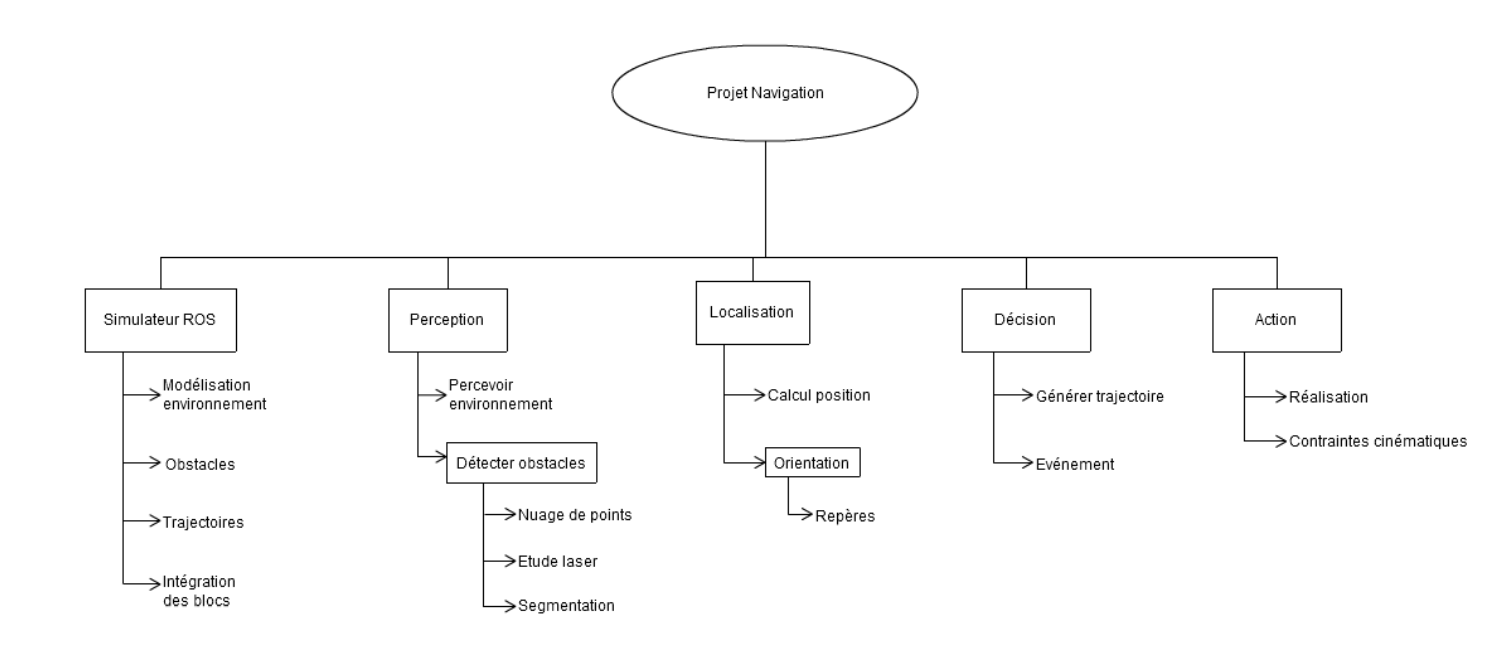 Projet Navigation
Simulateur ROS
Modélisation
environnement
Obstacles
Trajectoires
Intégration
des blocs
Perception
Percevoir
environnement
Détecter obstacles
Nuage de points
Etude laser
Segmentation
Localisation
Calcul position
Orientation
Repères
Décision
Générer trajectoire
Evénement
Action
Réalisation
Contraintes cinématiques